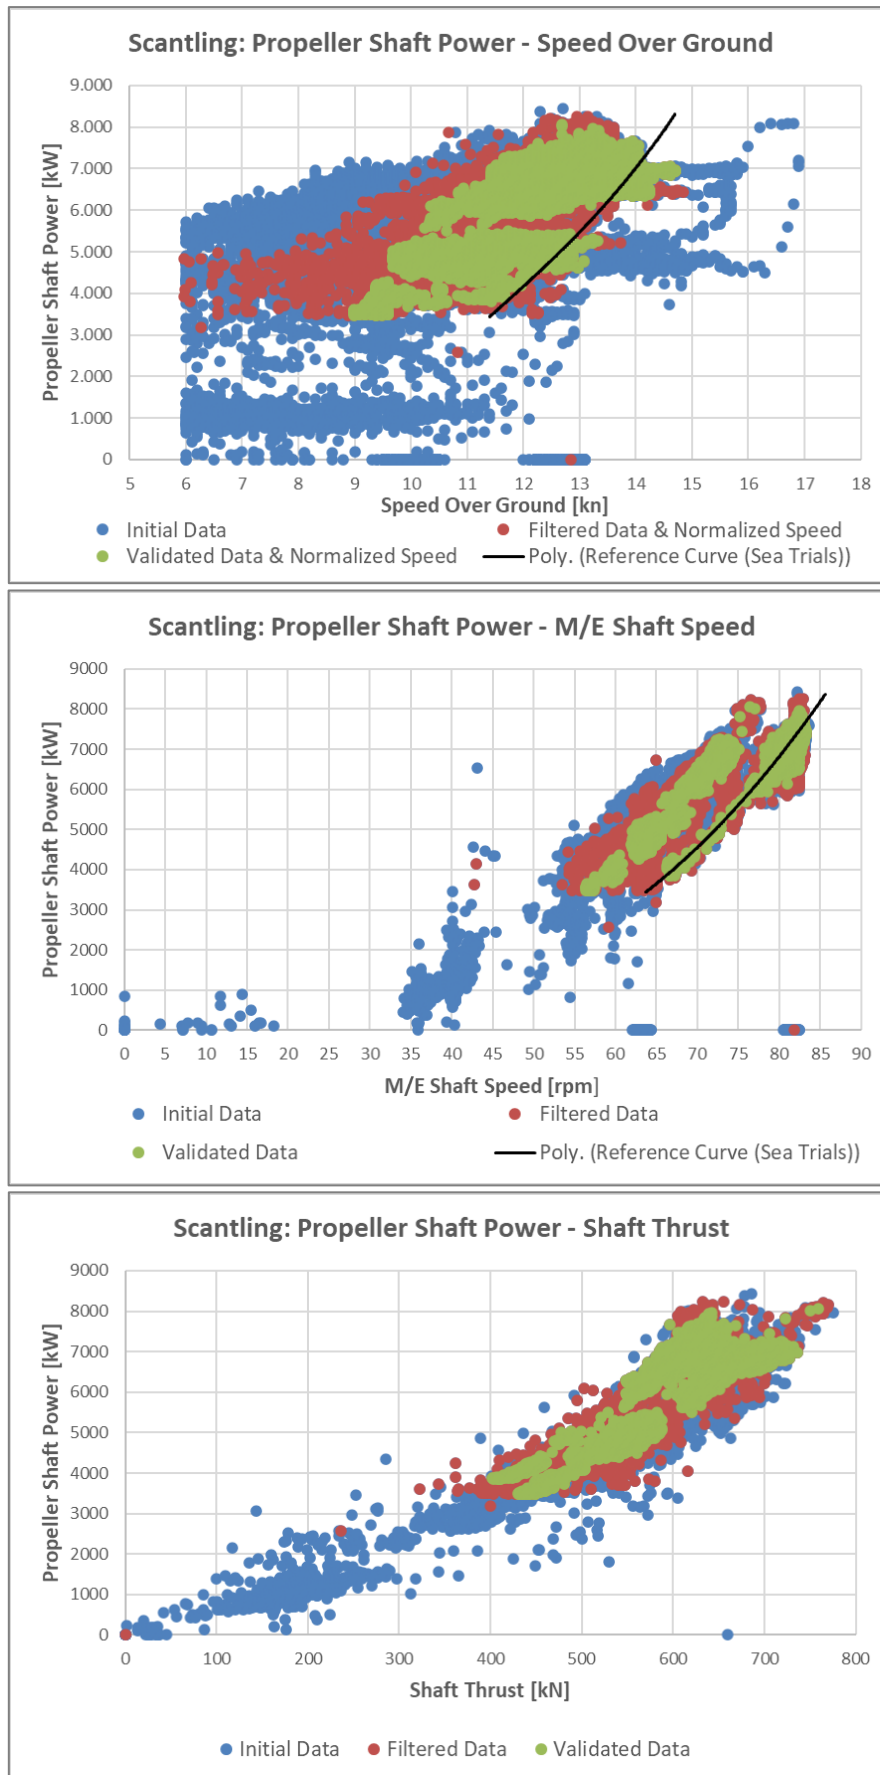 Scantling: Propeller Shaft Power - Speed Over Ground
Propeller Shaft Power [kW]
9.000
8.000
7.000
6.000
5.000
4.000
3.000
2.000
1.000
0
5 6 7 8 9 10 11 12 13 14 15 16 17 18
Speed Over Ground [kn]
Initial Data Filtered Data & Normalized Speed
Validated Data & Normalized Speed Poly. (Reference Curve (Sea Trials))
Scantling: Propeller Shaft Power - M/E Shaft Speed
Propeller Shaft Power [kW]
9000
8000
7000
6000
5000
4000
3000
2000
1000
0
0 5 10 15 20 25 30 35 40 45 50 55 60 65 70 75 80 85 90
M/E Shaft Speed [rpm]
Initial Data Filtered Data
Validated Data Poly. (Reference Curve (Sea Trials))
Scantling: Propeller Shaft Power - Shaft Thrust
Propeller Shaft Power [kW]
9000
8000
7000
6000
5000
4000
3000
2000
1000
0
0 100 200 300 400 500 600 700 800
Shaft Thrust [kN]
Initial Data Filtered Data Validated Data